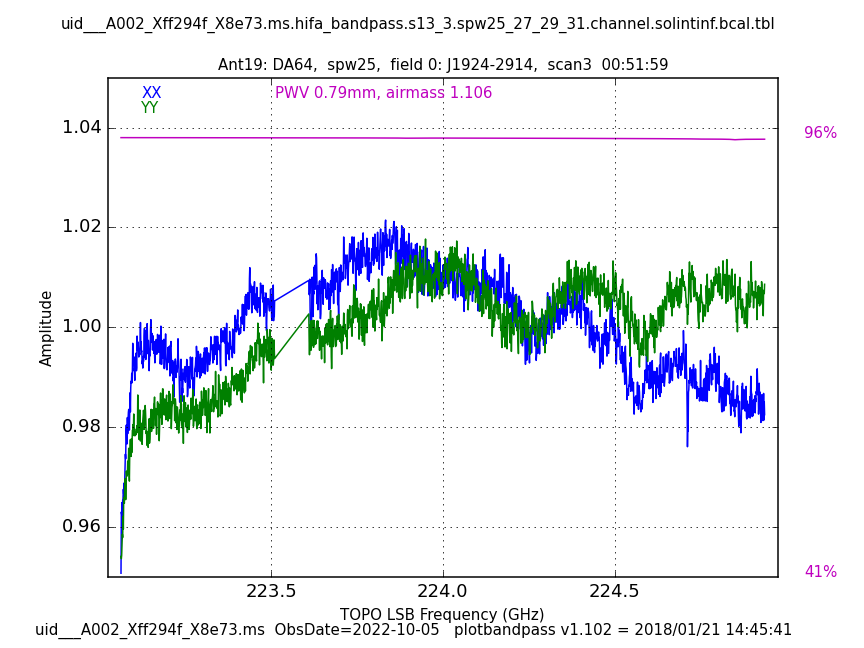 uid___A002_Xff294f_X8e73.ms.hifa_bandpass.s13_3.spw25_27_29_31.channel.solintinf.bcal.tbl
Ant19: DA64,  spw25,  field 0: J1924-2914,  scan3  00:51:59
XX
YY
PWV 0.79mm, airmass 1.106
96%
41%
1.04
1.02
1.00
0.98
0.96
Amplitude
223.5
224.0
224.5
TOPO LSB Frequency (GHz)
uid___A002_Xff294f_X8e73.ms  ObsDate=2022-10-05   plotbandpass v1.102 = 2018/01/21 14:45:41